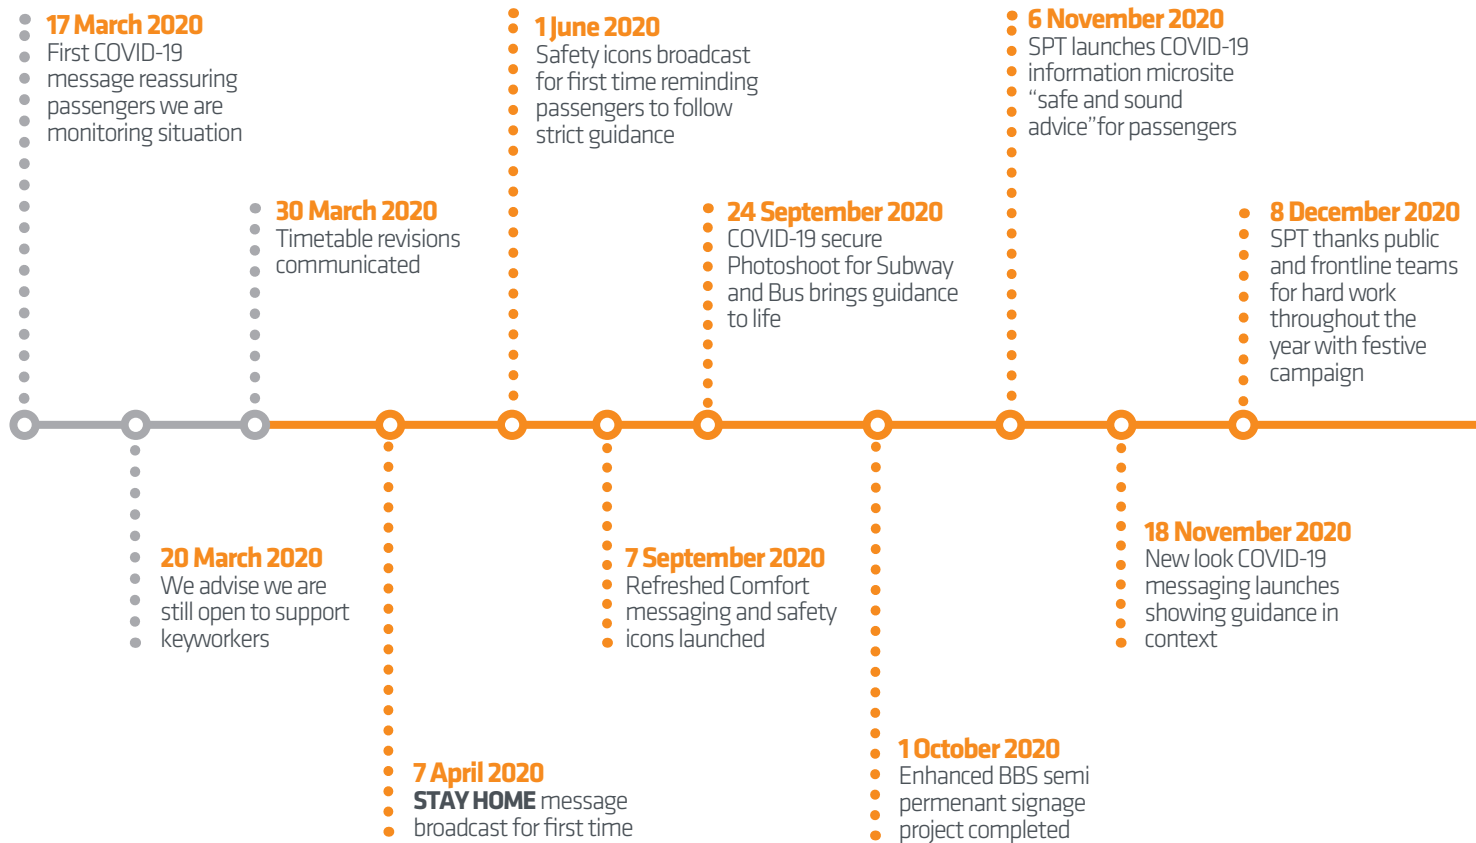 17 March 2020
First COVID-19
message reassuring
passengers we are
monitoring situation
20 March 2020
We advise we are
still open to support
keyworkers
30 March 2020
Timetable revisions
communicated
7 April 2020
STAY HOME message
broadcast for first time
1 June 2020
Safety icons broadcast
for first time reminding
passengers to follow
strict guidance
7 September 2020
Refreshed Comfort
messaging and safety
icons launched
24 September 2020
COVID-19 secure
Photoshoot for Subway
and Bus brings guidance
to life
1 October 2020
Enhanced BBS semi
permenant signage
project completed
6 November 2020
SPT launches COVID-19
information microsite
“safe and sound
advice”for passengers
18 November 2020
New look COVID-19
messaging launches
showing guidance in
context
8 December 2020
SPT thanks public
and frontline teams
for hard work
throughout the
year with festive
campaign